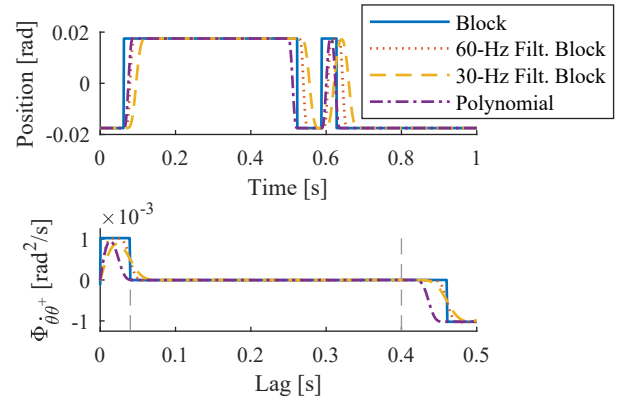 0.02
0
-0.02
Position [rad]
0 0.2 0.4 0.6 0.8 1
Time [s]
Block
60-Hz Filt. Block
30-Hz Filt. Block
Polynomial
×10⁻³
1
0
-1
Φ_θ̇θ⁺ [rad²/s]
0 0.1 0.2 0.3 0.4 0.5
Lag [s]